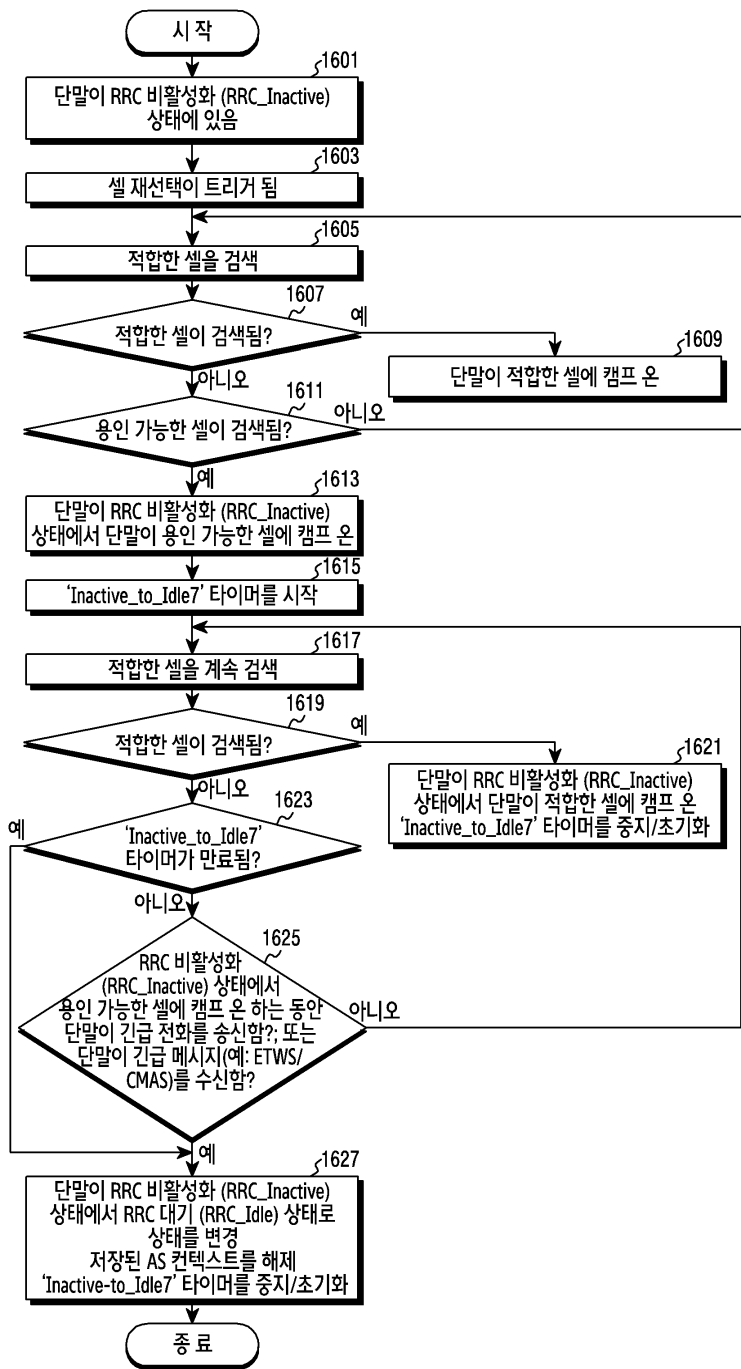 시 작
1601
단말이 RRC 비활성화 (RRC_Inactive)
상태에 있음
1603
셀 재선택이 트리거 됨
1605
적합한 셀을 검색
1607
적합한 셀이 검색됨?
예
1609
단말이 적합한 셀에 캠프 온
아니오
1611
용인 가능한 셀이 검색됨?
아니오
예
1613
단말이 RRC 비활성화 (RRC_Inactive)
상태에서 단말이 용인 가능한 셀에 캠프 온
1615
‘Inactive_to_Idle7’ 타이머를 시작
1617
적합한 셀을 계속 검색
1619
적합한 셀이 검색됨?
예
1621
단말이 RRC 비활성화 (RRC_Inactive)
상태에서 단말이 적합한 셀에 캠프 온
‘Inactive_to_Idle7’ 타이머를 중지/초기화
아니오
1623
‘Inactive_to_Idle7’
타이머가 만료됨?
예
아니오
1625
RRC 비활성화
(RRC_Inactive) 상태에서
용인 가능한 셀에 캠프 온 하는 동안
단말이 긴급 전화를 송신함?; 또는
단말이 긴급 메시지(예: ETWS/
CMAS)를 수신함?
아니오
예
1627
단말이 RRC 비활성화 (RRC_Inactive)
상태에서 RRC 대기 (RRC_Idle) 상태로
상태를 변경
저장된 AS 컨텍스트를 해제
‘Inactive-to_Idle7’ 타이머를 중지/초기화
종 료